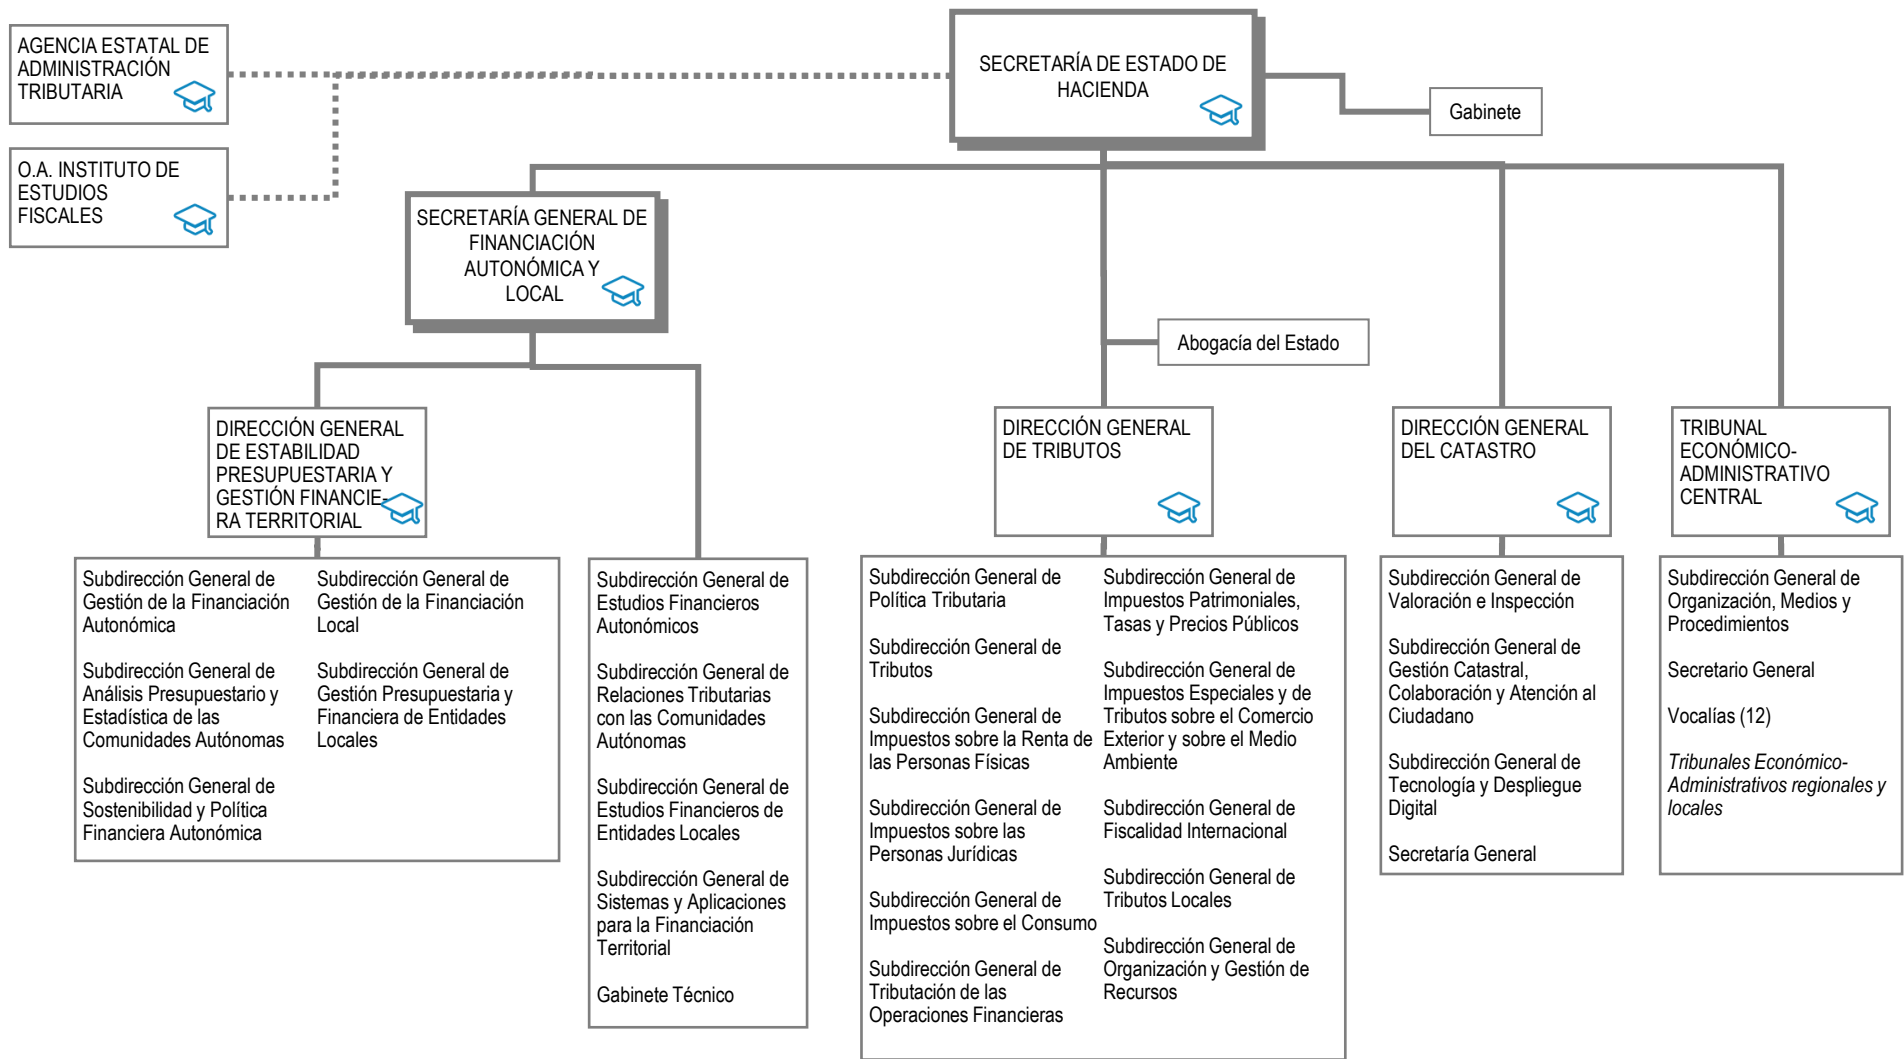 AGENCIA ESTATAL DE
ADMINISTRACIÓN
TRIBUTARIA
SECRETARÍA DE ESTADO DE
HACIENDA
Gabinete
O.A. INSTITUTO DE
ESTUDIOS
FISCALES
SECRETARÍA GENERAL DE
FINANCIACIÓN
AUTONÓMICA Y
LOCAL
Abogacía del Estado
DIRECCIÓN GENERAL
DE ESTABILIDAD
PRESUPUESTARIA Y
GESTIÓN FINANCIE-
RA TERRITORIAL
DIRECCIÓN GENERAL
DE TRIBUTOS
DIRECCIÓN GENERAL
DEL CATASTRO
TRIBUNAL
ECONÓMICO-
ADMINISTRATIVO
CENTRAL
Subdirección General de
Gestión de la Financiación
Autonómica
Subdirección General de
Análisis Presupuestario y
Estadística de las
Comunidades Autónomas
Subdirección General de
Sostenibilidad y Política
Financiera Autonómica
Subdirección General de
Gestión de la Financiación
Local
Subdirección General de
Gestión Presupuestaria y
Financiera de Entidades
Locales
Subdirección General de
Estudios Financieros
Autonómicos
Subdirección General de
Relaciones Tributarias
con las Comunidades
Autónomas
Subdirección General de
Estudios Financieros de
Entidades Locales
Subdirección General de
Sistemas y Aplicaciones
para la Financiación
Territorial
Gabinete Técnico
Subdirección General de
Política Tributaria
Subdirección General de
Tributos
Subdirección General de
Impuestos sobre la Renta de
las Personas Físicas
Subdirección General de
Impuestos sobre las
Personas Jurídicas
Subdirección General de
Impuestos sobre el Consumo
Subdirección General de
Tributación de las
Operaciones Financieras
Subdirección General de
Impuestos Patrimoniales,
Tasas y Precios Públicos
Subdirección General de
Impuestos Especiales y de
Tributos sobre el Comercio
Exterior y sobre el Medio
Ambiente
Subdirección General de
Fiscalidad Internacional
Subdirección General de
Tributos Locales
Subdirección General de
Organización y Gestión de
Recursos
Subdirección General de
Valoración e Inspección
Subdirección General de
Gestión Catastral,
Colaboración y Atención al
Ciudadano
Subdirección General de
Tecnología y Despliegue
Digital
Secretaría General
Subdirección General de
Organización, Medios y
Procedimientos
Secretario General
Vocalías (12)
Tribunales Económico-
Administrativos regionales y
locales